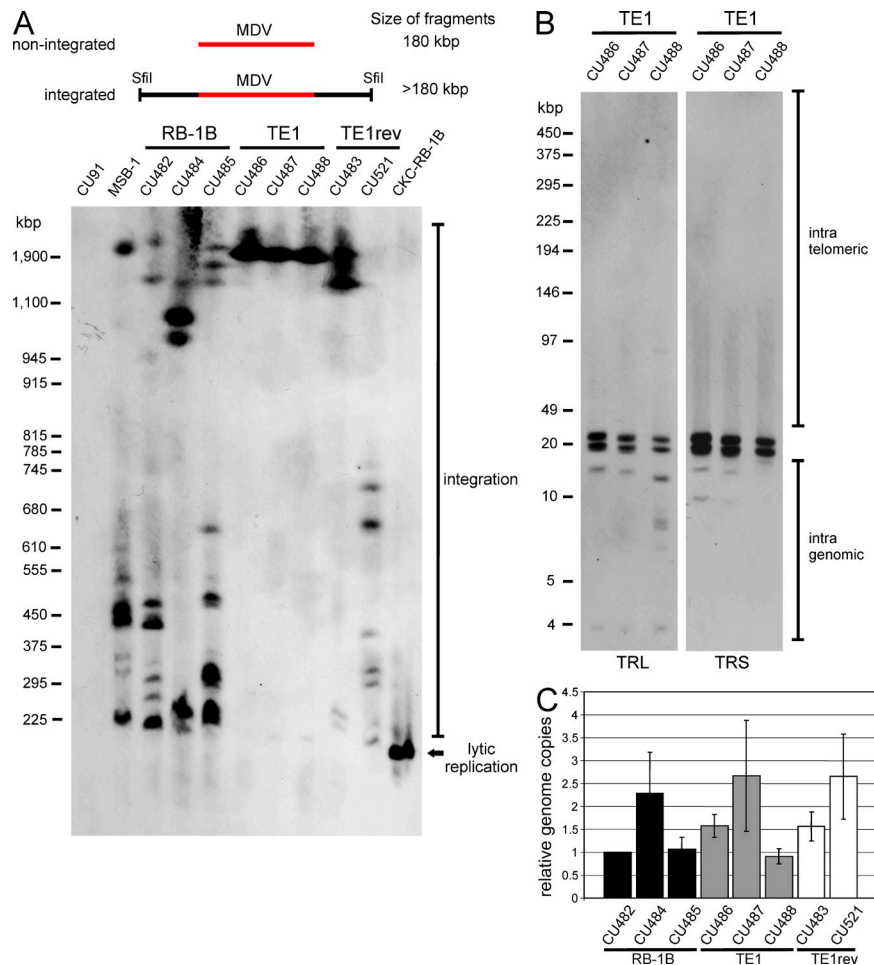 A
Size of fragments
non-integrated MDV 180 kbp
SfiI MDV SfiI
integrated >180 kbp
RB-1B TE1 TE1rev
CU91 MSB-1 CU482 CU484 CU485 CU486 CU487 CU488 CU483 CU521 CKC-RB-1B
kbp
1,900
1,100
945
915
815
785
745
680
610
555
450
375
295
225
integration
lytic
replication
B
TE1 TE1
CU486 CU487 CU488 CU486 CU487 CU488
kbp
450
375
295
225
194
146
97
49
20
10
5
4
intra
telomeric
intra
genomic
TRL TRS
C
relative genome copies
4.5
4
3.5
3
2.5
2
1.5
1
0.5
0
CU482 CU484 CU485 CU486 CU487 CU488 CU483 CU521
RB-1B TE1 TE1rev